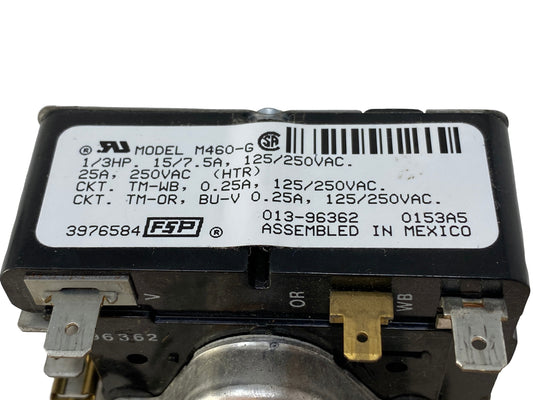 ® MODEL M460-G
1/3HP. 15/7.5A, 125/250VAC.
25A, 250VAC (HTR)
CKT. TM-WB, 0.25A, 125/250VAC.
CKT. TM-OR, BU-V 0.25A, 125/250VAC.
013-96362 0153A5
3976584 FSP ® ASSEMBLED IN MEXICO
V OR WB
96362